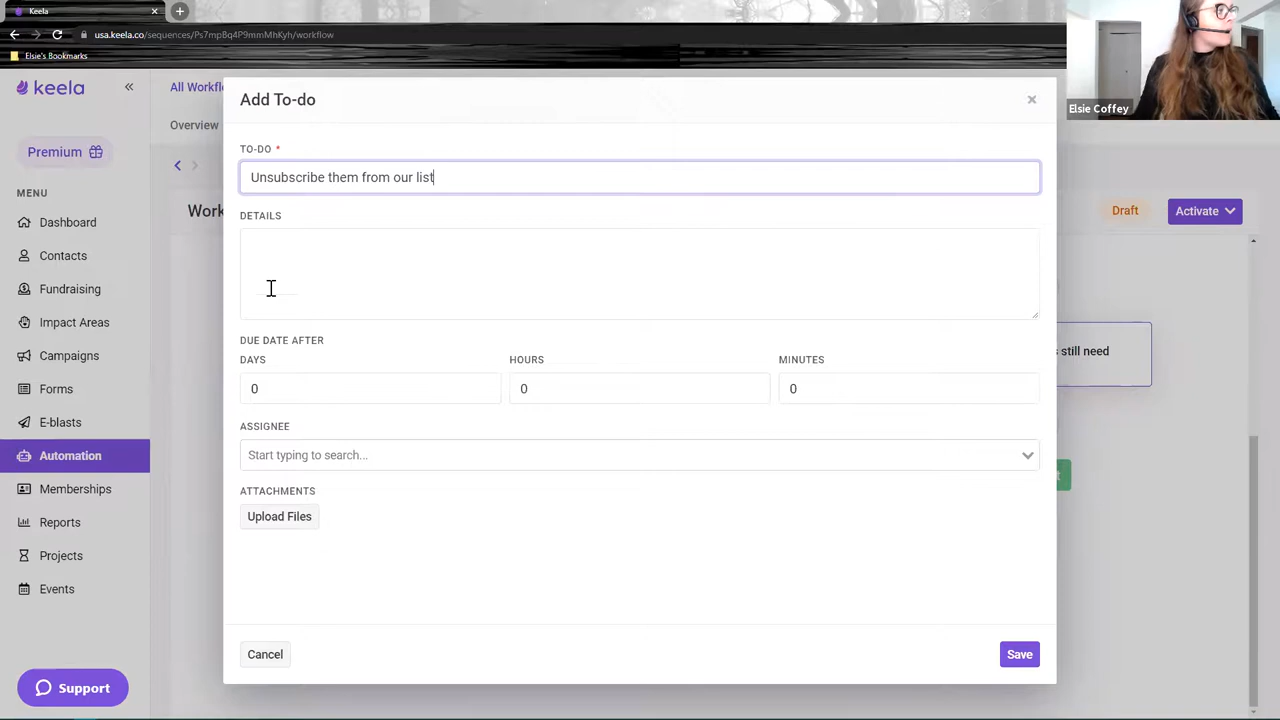 Keela
usa.keela.co/sequences/Ps7mpBq4P9mmMhKyh/workflow
Elsie's Bookmarks
Elsie Coffey
keela
All Workfl
Overview
Premium
MENU
Dashboard
Contacts
Fundraising
Impact Areas
Campaigns
Forms
E-blasts
Automation
Memberships
Reports
Projects
Events
Support
Work
Draft
Activate
s still need
t
Add To-do
TO-DO *
Unsubscribe them from our list
DETAILS
DUE DATE AFTER
DAYS HOURS MINUTES
0 0 0
ASSIGNEE
Start typing to search...
ATTACHMENTS
Upload Files
Cancel
Save